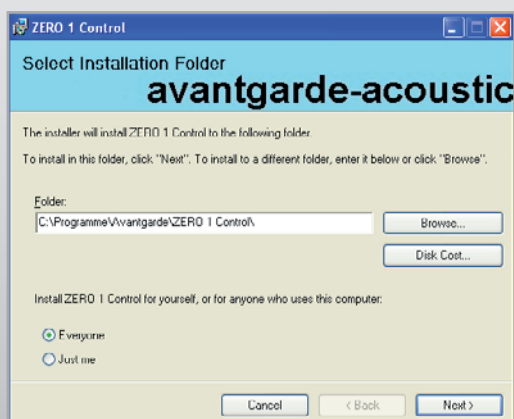 ZERO 1 Control
Select Installation Folder
avantgarde-acoustic
The installer will install ZERO 1 Control to the following folder.
To install in this folder, click "Next". To install to a different folder, enter it below or click "Browse".
Folder:
C:\Programme\Avantgarde\ZERO 1 Control\
Browse...
Disk Cost...
Install ZERO 1 Control for yourself, or for anyone who uses this computer:
Everyone
Just me
Cancel
< Back
Next >